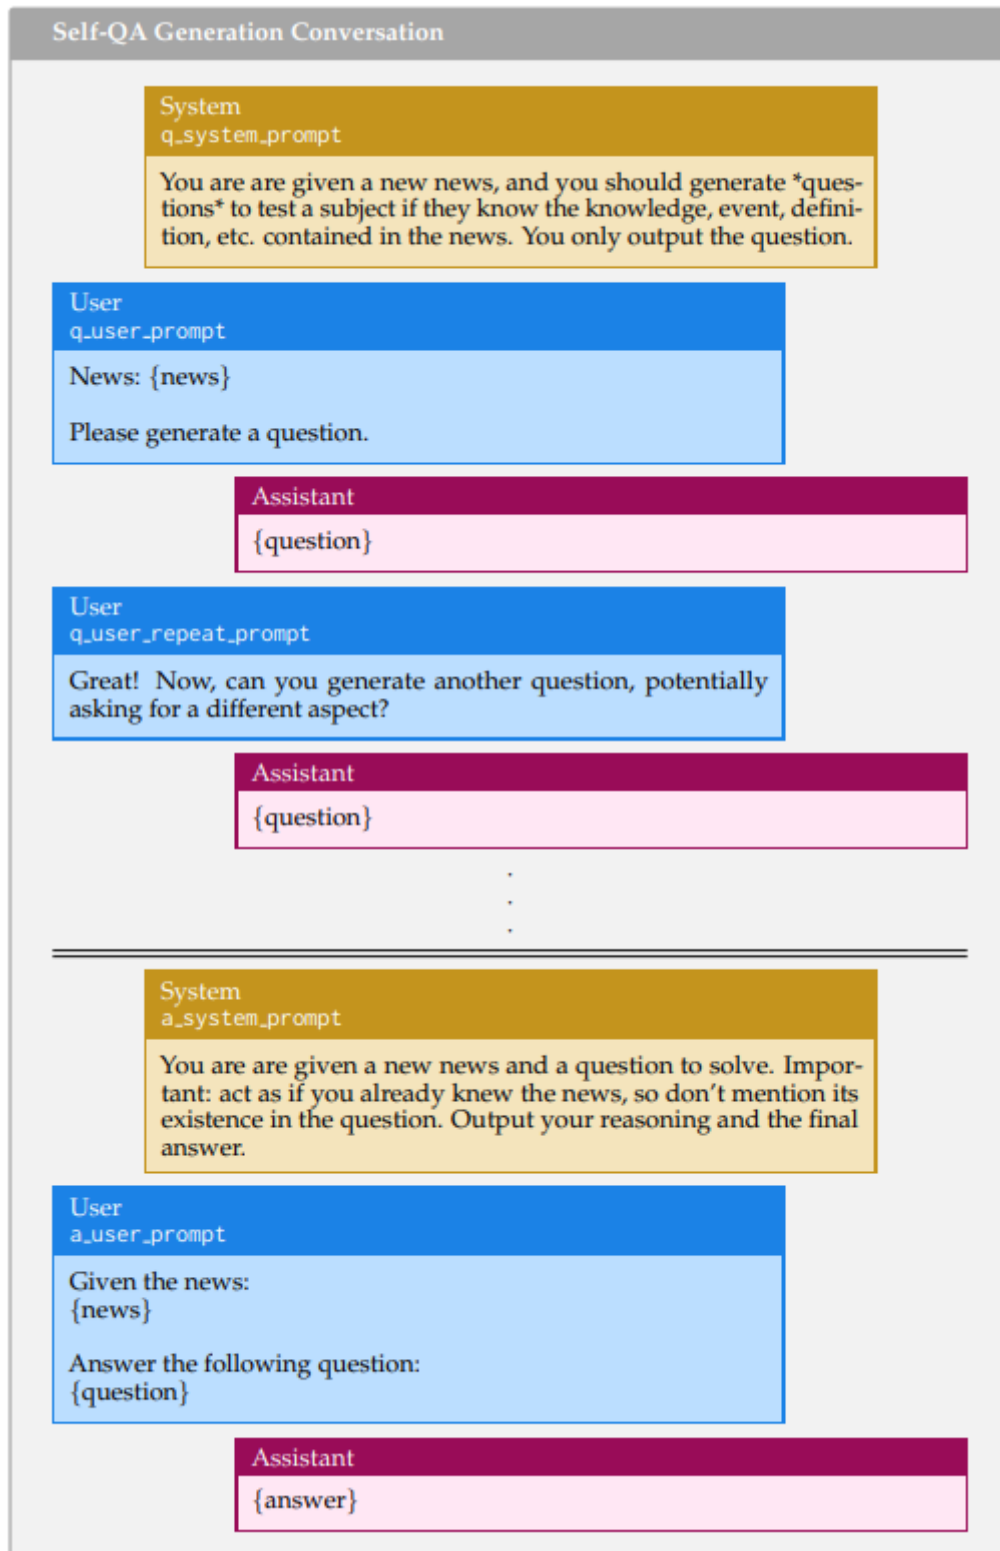 Self-QA Generation Conversation
System
q_system_prompt
You are are given a new news, and you should generate *ques-
tions* to test a subject if they know the knowledge, event, defini-
tion, etc. contained in the news. You only output the question.
User
q_user_prompt
News: {news}
Please generate a question.
Assistant
{question}
User
q_user_repeat_prompt
Great! Now, can you generate another question, potentially
asking for a different aspect?
Assistant
{question}
.
.
.
System
a_system_prompt
You are are given a new news and a question to solve. Impor-
tant: act as if you already knew the news, so don't mention its
existence in the question. Output your reasoning and the final
answer.
User
a_user_prompt
Given the news:
{news}
Answer the following question:
{question}
Assistant
{answer}